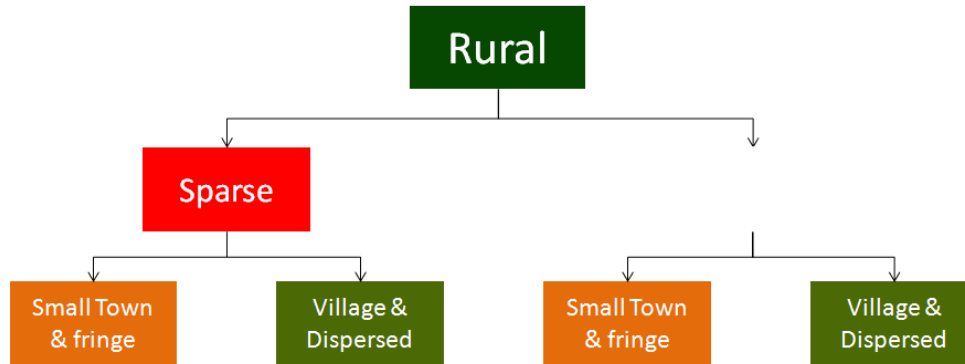 Rural
Sparse
Small Town
& fringe
Village &
Dispersed
Small Town
& fringe
Village &
Dispersed